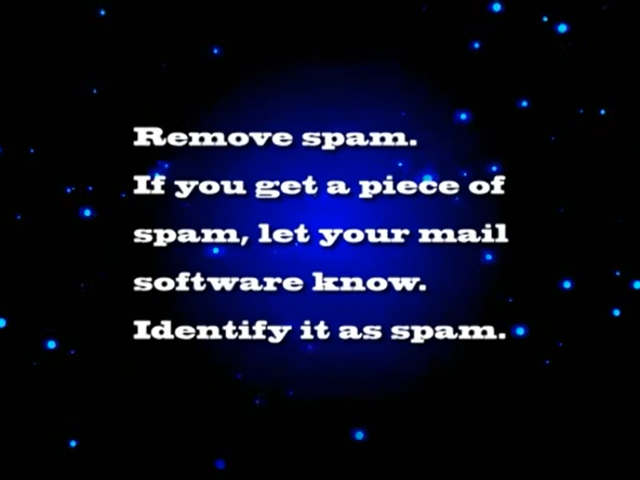 Remove spam.
If you get a piece of
spam, let your mail
software know.
Identify it as spam.